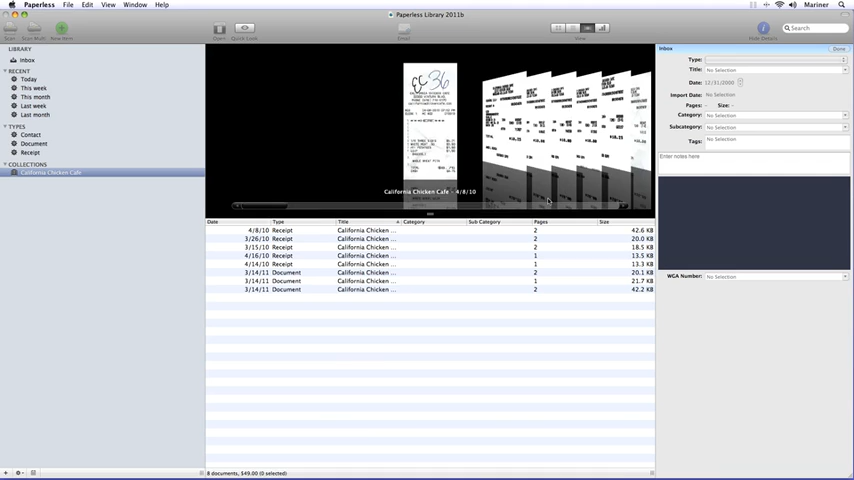 Paperless File Edit View Window Help
Mariner
Paperless Library 2011b
Scan Scan Multi New Item Open Quick Look Email View Hide Details Search
LIBRARY
Inbox
RECENT
Today
This week
This month
Last week
Last month
TYPES
Contact
Document
Receipt
COLLECTIONS
California Chicken Cafe
36
California Chicken Cafe - 4/8/10
Date Type Title Category Sub Category Pages Size
4/8/10 Receipt California Chicken ... 2 42.6 KB
3/26/10 Receipt California Chicken ... 2 20.0 KB
3/15/10 Receipt California Chicken ... 2 18.5 KB
4/16/10 Receipt California Chicken ... 1 13.5 KB
4/14/10 Receipt California Chicken ... 1 13.3 KB
3/14/11 Document California Chicken ... 2 20.1 KB
3/14/11 Document California Chicken ... 1 21.7 KB
3/14/11 Document California Chicken ... 2 42.2 KB
8 documents, $49.00 (0 selected)
Inbox Done
Type:
Title: No Selection
Date: 12/31/2000
Import Date: No Selection
Pages: - Size: -
Category: No Selection
Subcategory: No Selection
Tags: No Selection
Enter notes here
WGA Number: No Selection